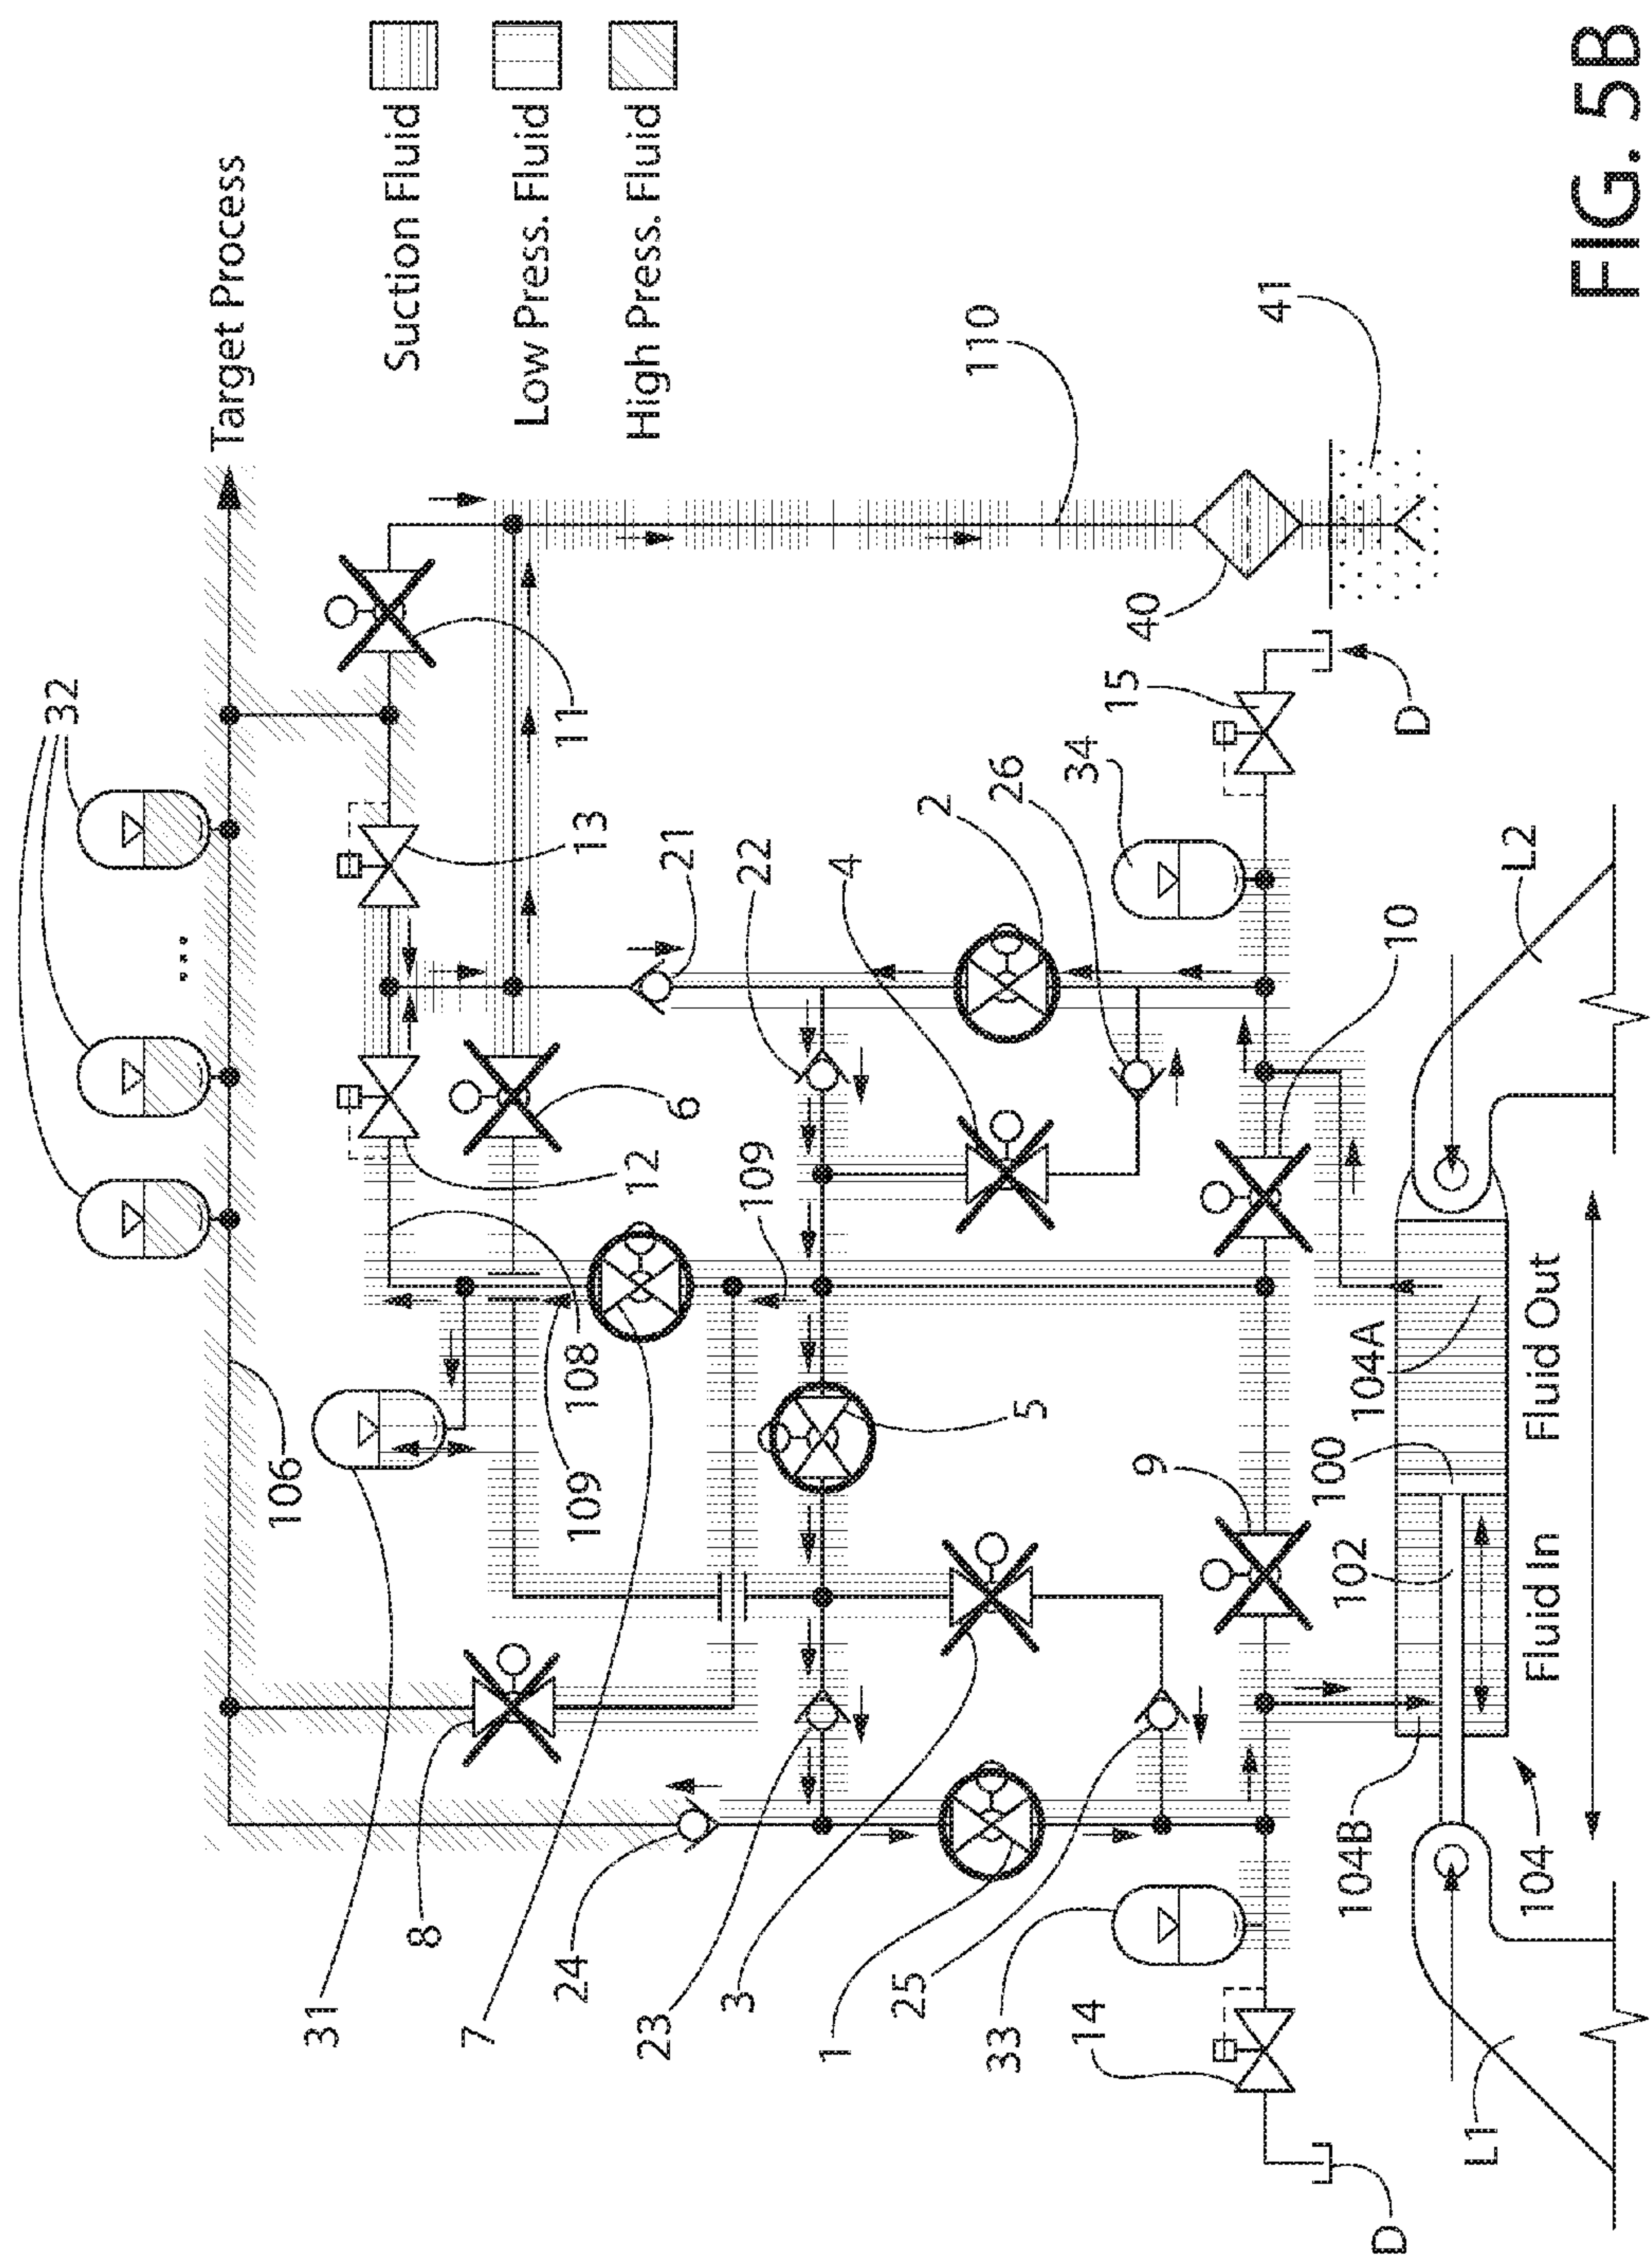 Target Process
Suction Fluid
Low Press. Fluid
High Press. Fluid
32
...
106
31
8
7
24
23
3
1
25
33
14
D
L1
109
108
12
6
13
11
109
5
9
22
21
4
2
26
34
15
D
40
110
41
10
L2
104B
104
102
100
104A
Fluid In
Fluid Out
FIG. 5B